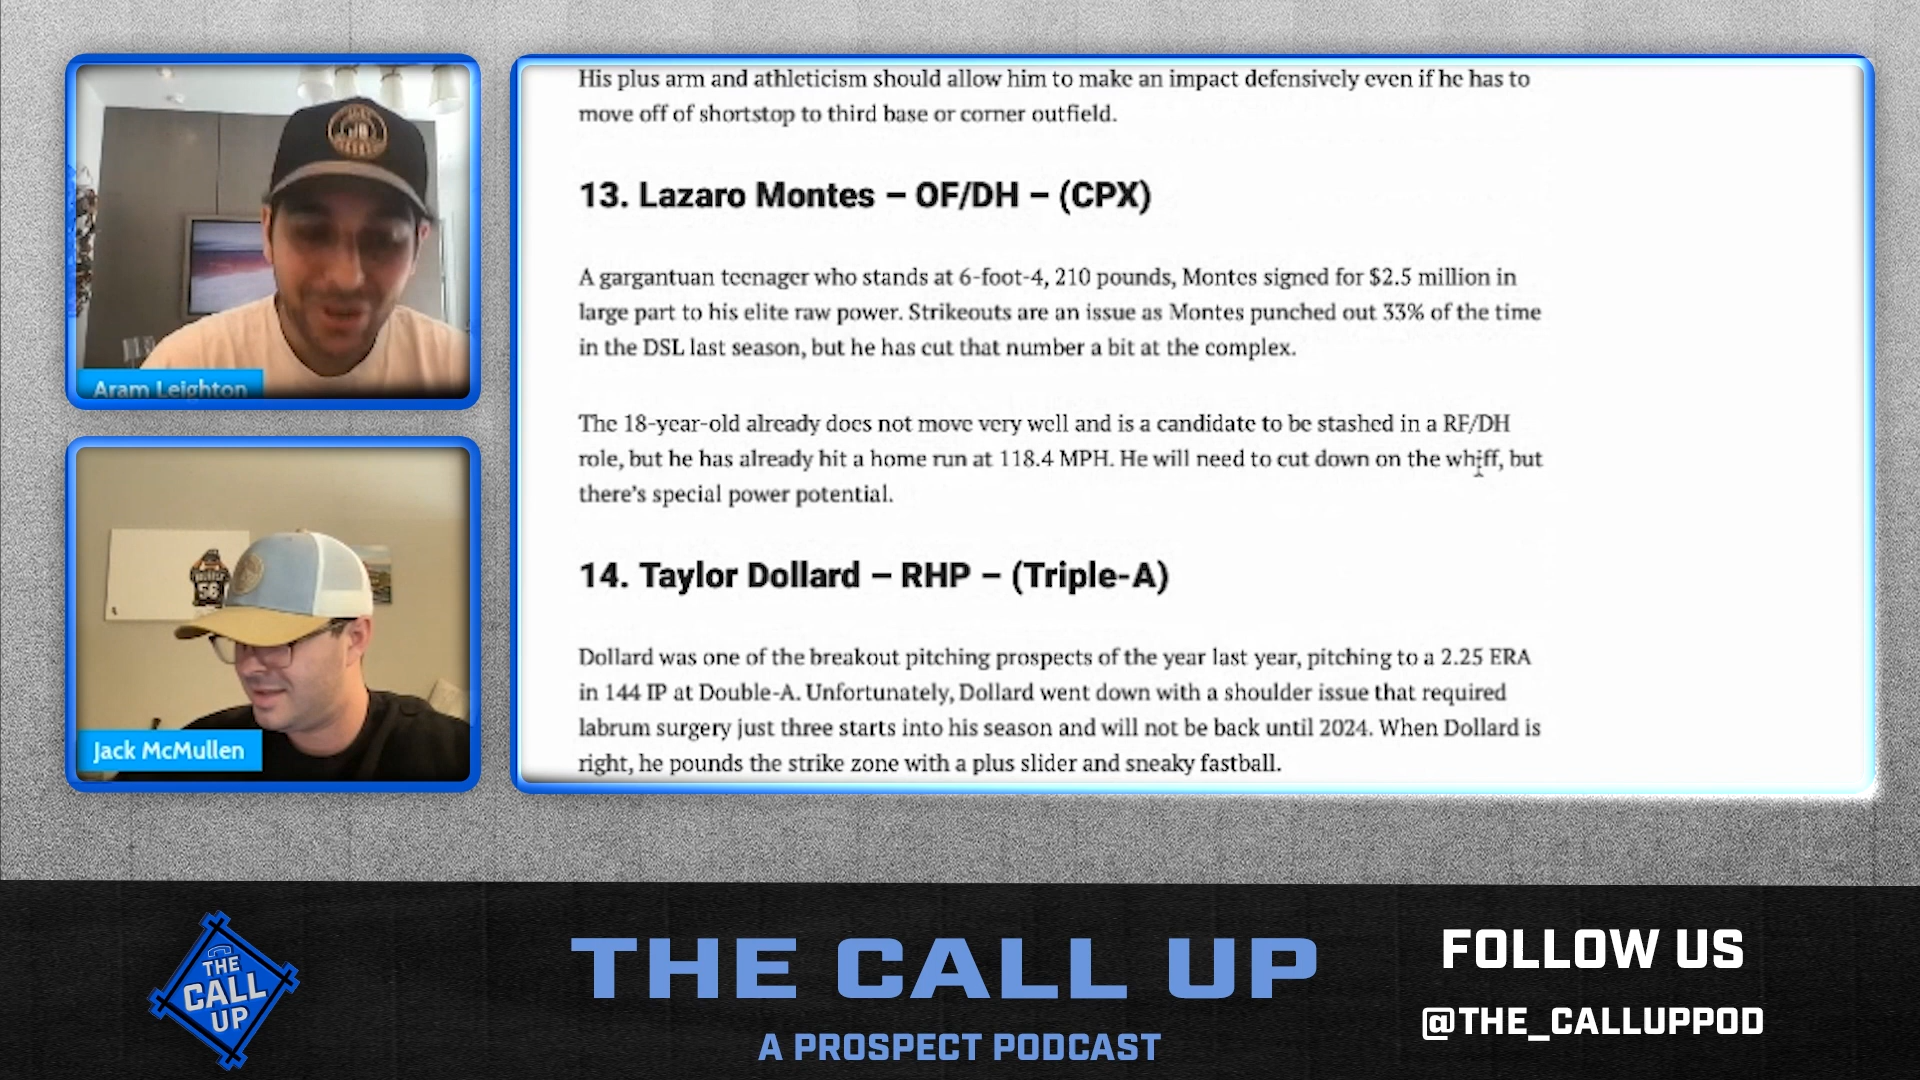 Aram Leighton
Jack McMullen
His plus arm and athleticism should allow him to make an impact defensively even if he has to
move off of shortstop to third base or corner outfield.
13. Lazaro Montes – OF/DH – (CPX)
A gargantuan teenager who stands at 6-foot-4, 210 pounds, Montes signed for $2.5 million in
large part to his elite raw power. Strikeouts are an issue as Montes punched out 33% of the time
in the DSL last season, but he has cut that number a bit at the complex.
The 18-year-old already does not move very well and is a candidate to be stashed in a RF/DH
role, but he has already hit a home run at 118.4 MPH. He will need to cut down on the whiff, but
there’s special power potential.
14. Taylor Dollard – RHP – (Triple-A)
Dollard was one of the breakout pitching prospects of the year last year, pitching to a 2.25 ERA
in 144 IP at Double-A. Unfortunately, Dollard went down with a shoulder issue that required
labrum surgery just three starts into his season and will not be back until 2024. When Dollard is
right, he pounds the strike zone with a plus slider and sneaky fastball.
THE
CALL
UP
THE CALL UP
A PROSPECT PODCAST
FOLLOW US
@THE_CALLUPPOD